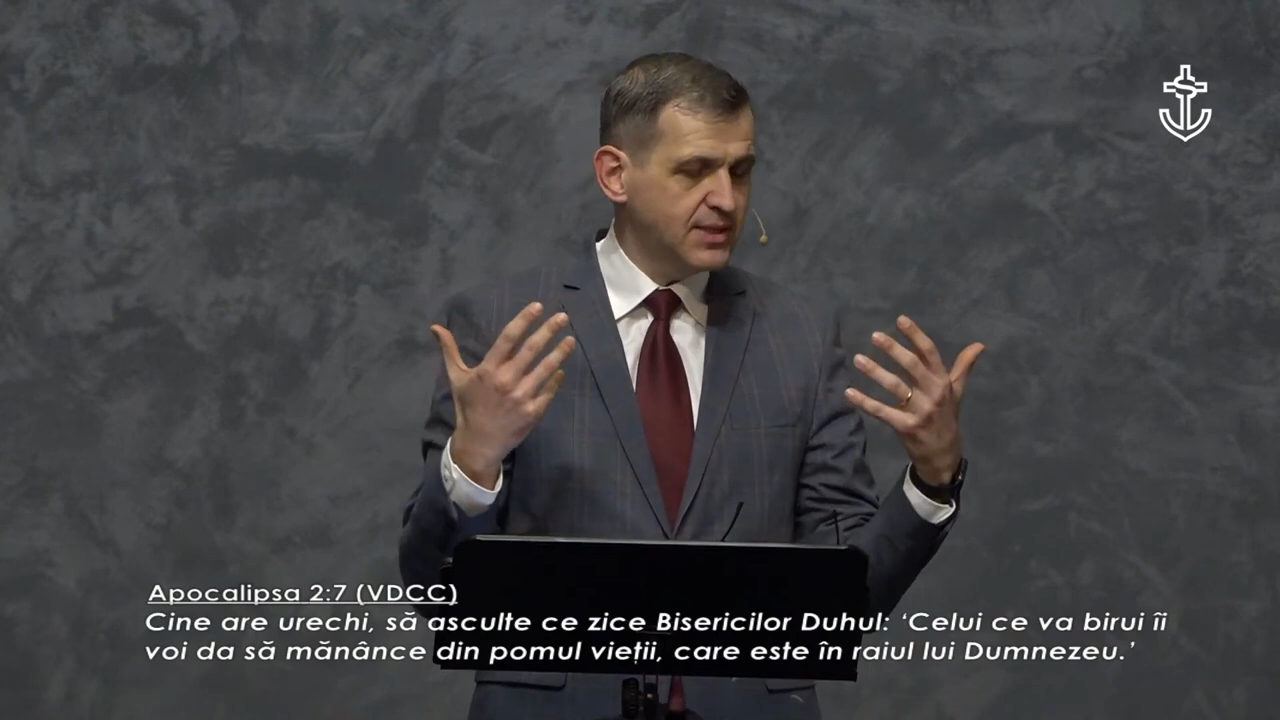 Apocalipsa 2:7 (VDCC)
Cine are urechi, să asculte ce zice Bisericilor Duhul: ‘Celui ce va birui îi
voi da să mănânce din pomul vieții, care este în raiul lui Dumnezeu.’